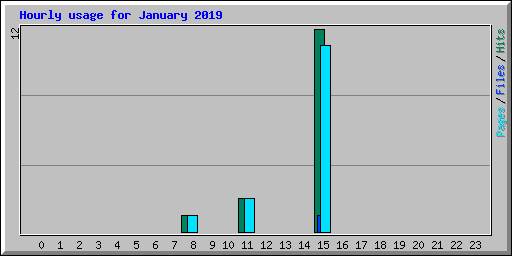 Hourly usage for January 2019
12
Pages/Files/Hits
0 1 2 3 4 5 6 7 8 9 10 11 12 13 14 15 16 17 18 19 20 21 22 23